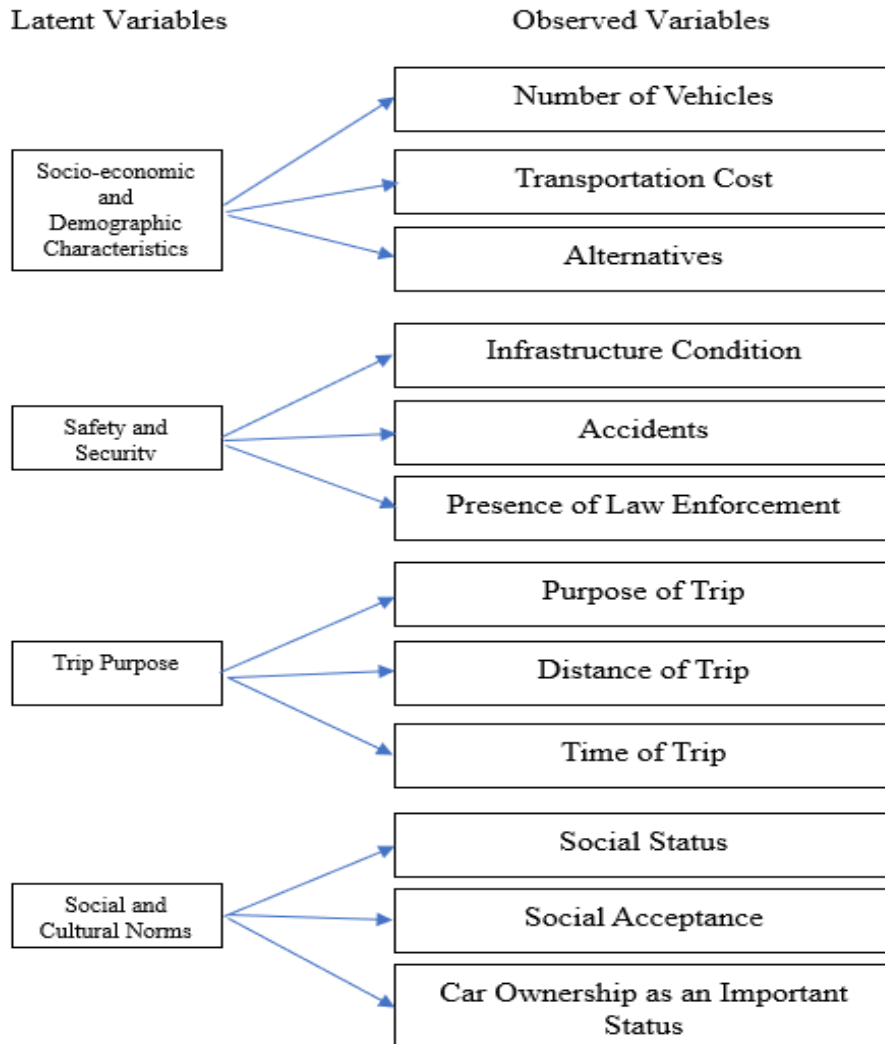 Latent Variables
Observed Variables
Socio-economic
and
Demographic
Characteristics
Number of Vehicles
Transportation Cost
Alternatives
Safety and
Security
Infrastructure Condition
Accidents
Presence of Law Enforcement
Trip Purpose
Purpose of Trip
Distance of Trip
Time of Trip
Social and
Cultural Norms
Social Status
Social Acceptance
Car Ownership as an Important
Status